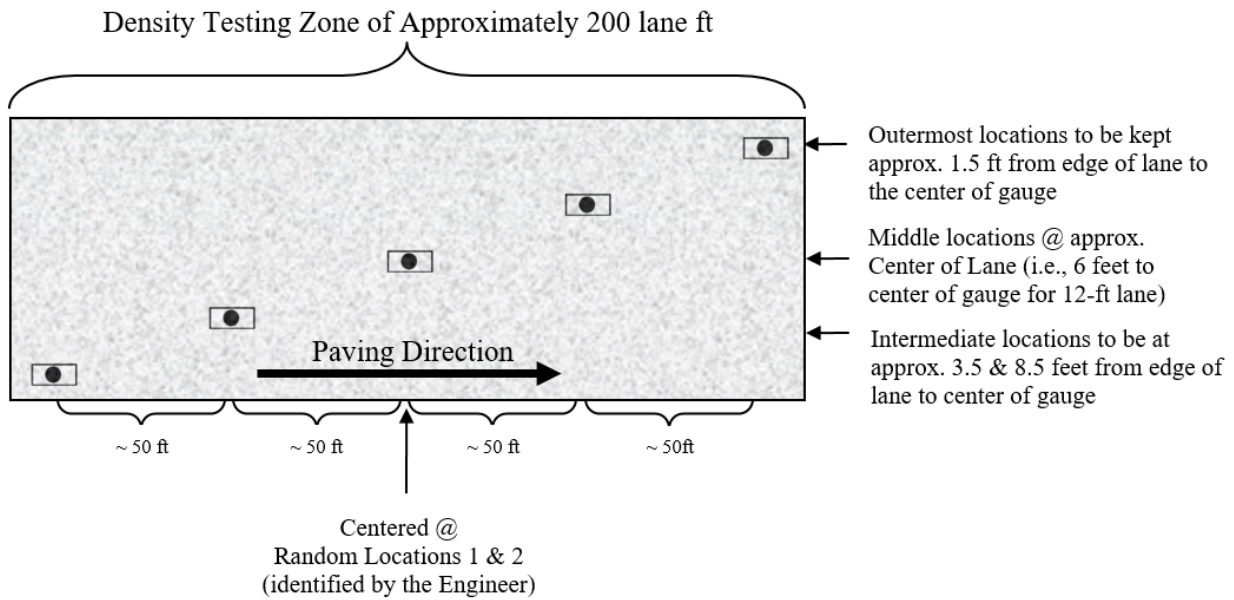 Density Testing Zone of Approximately 200 lane ft
Outermost locations to be kept
approx. 1.5 ft from edge of lane to
the center of gauge
Middle locations @ approx.
Center of Lane (i.e., 6 feet to
center of gauge for 12-ft lane)
Intermediate locations to be at
approx. 3.5 & 8.5 feet from edge of
lane to center of gauge
Paving Direction
~ 50 ft
~ 50 ft
~ 50 ft
~ 50ft
Centered @
Random Locations 1 & 2
(identified by the Engineer)